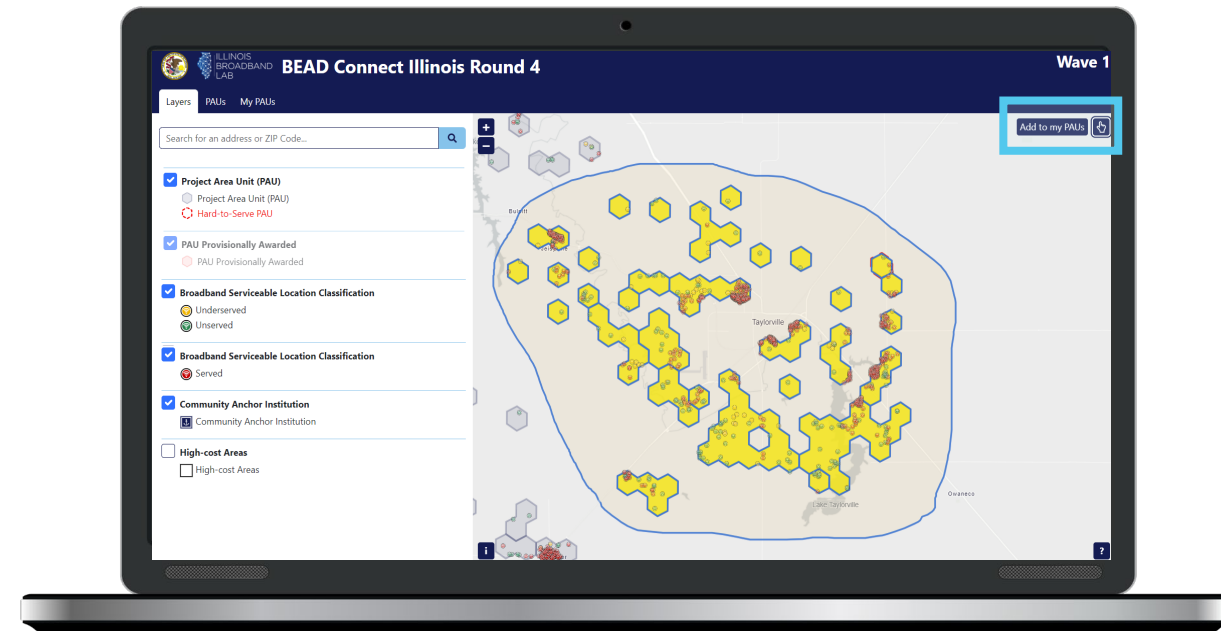 ILLINOIS
BROADBAND
LAB
BEAD Connect Illinois Round 4
Wave 1
Layers PAUs My PAUs
Search for an address or ZIP Code...
+
−
Add to my PAUs
Project Area Unit (PAU)
Project Area Unit (PAU)
Hard-to-Serve PAU
PAU Provisionally Awarded
PAU Provisionally Awarded
Broadband Serviceable Location Classification
Underserved
Unserved
Broadband Serviceable Location Classification
Served
Community Anchor Institution
Community Anchor Institution
High-cost Areas
High-cost Areas
Taylorville
Owaneco
Lake Taylorville
i
?